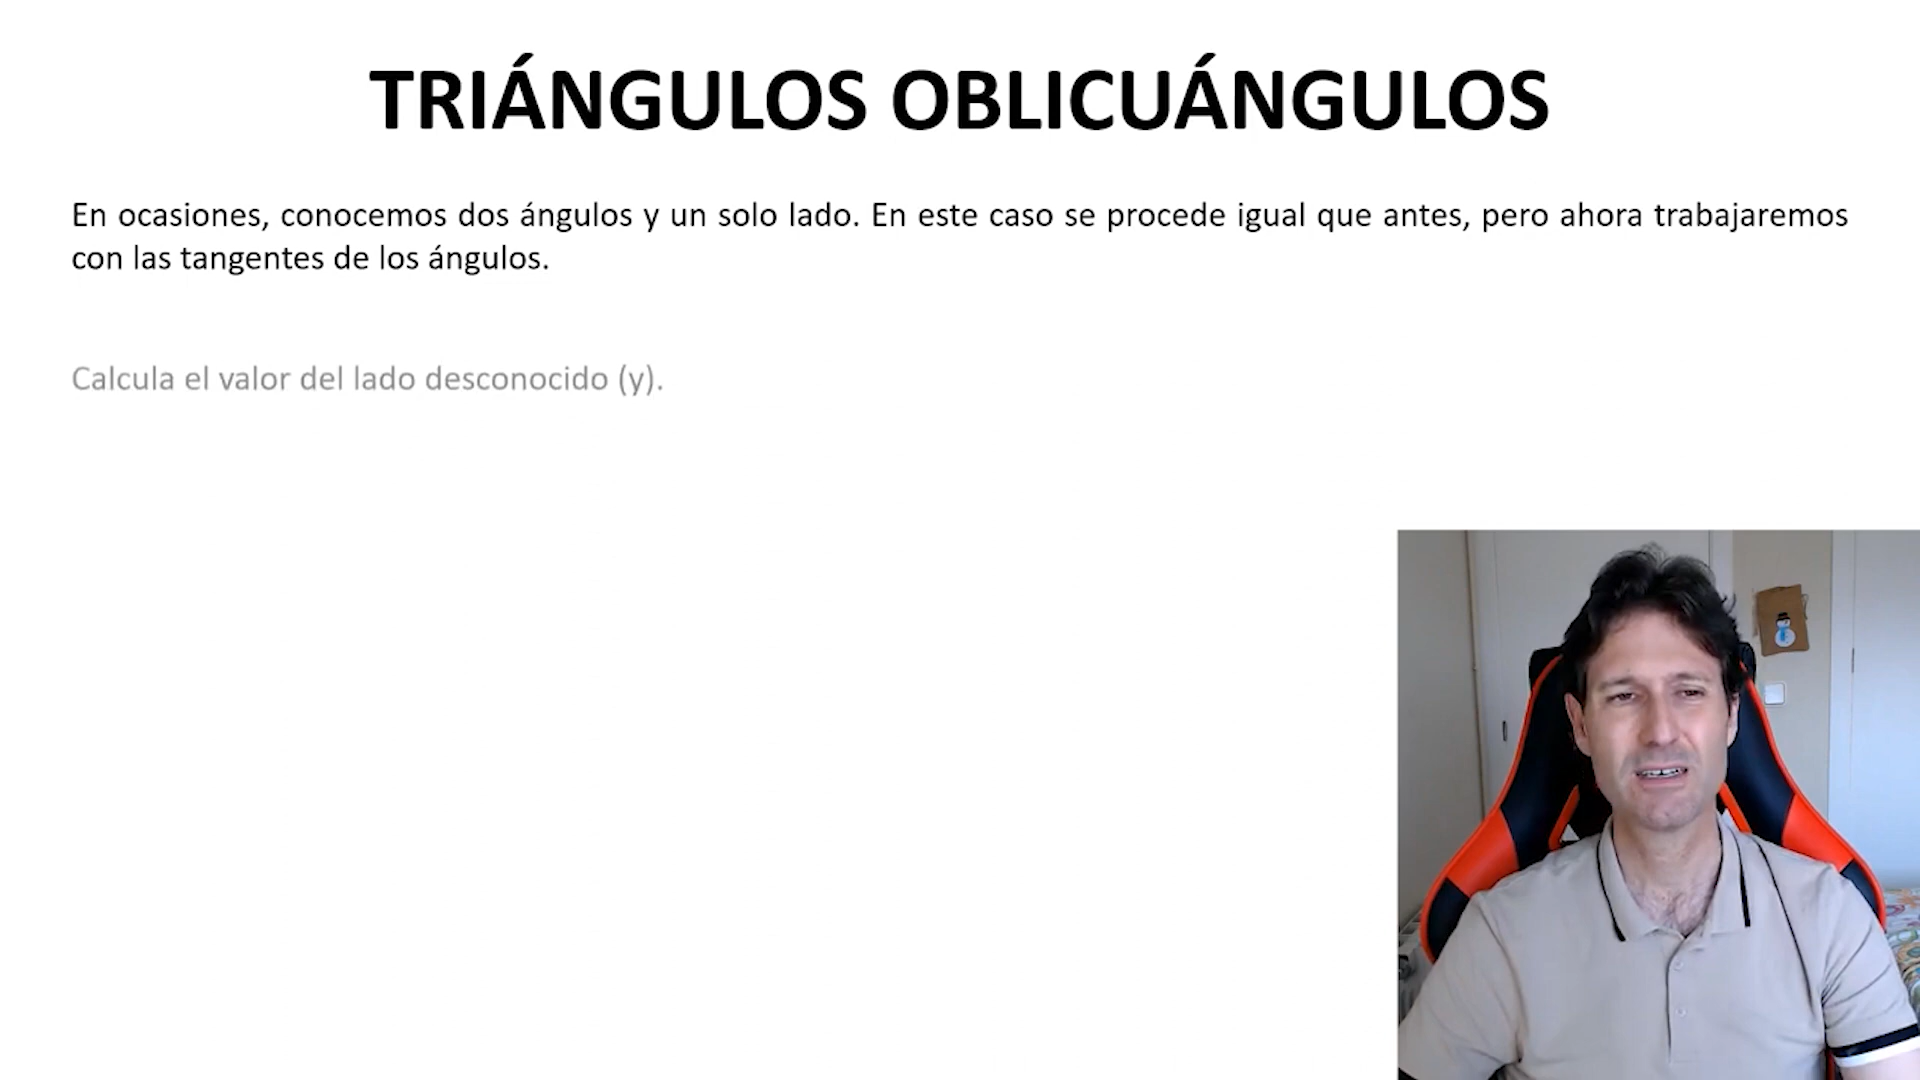 TRIÁNGULOS OBLICUÁNGULOS
En ocasiones, conocemos dos ángulos y un solo lado. En este caso se procede igual que antes, pero ahora trabajaremos
con las tangentes de los ángulos.
Calcula el valor del lado desconocido (y).